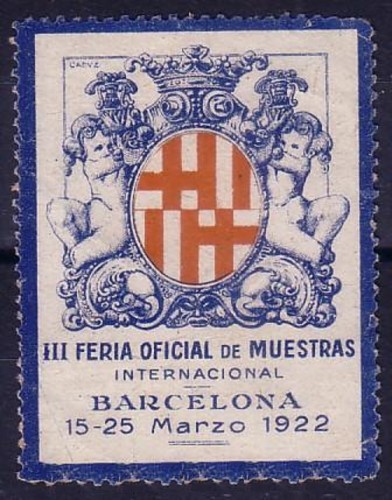 III FERIA OFICIAL DE MUESTRAS
INTERNACIONAL
BARCELONA
15-25 Marzo 1922